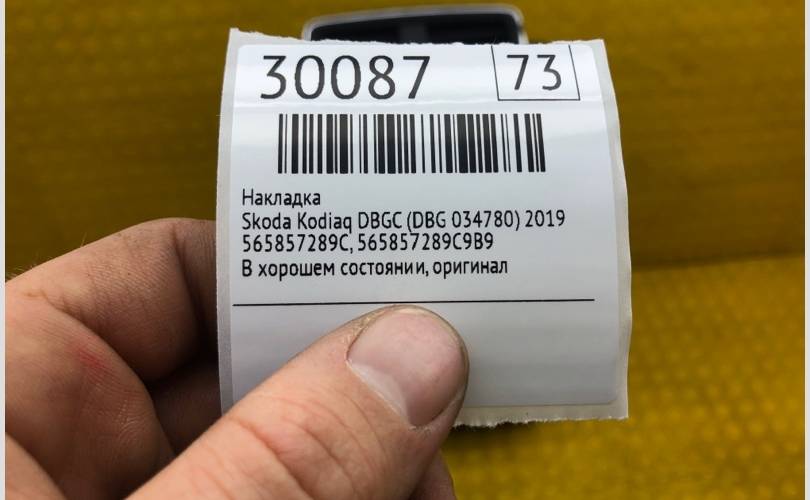 30087 73
Накладка
Skoda Kodiaq DBGC (DBG 034780) 2019
565857289C, 565857289C9B9
В хорошем состоянии, оригинал